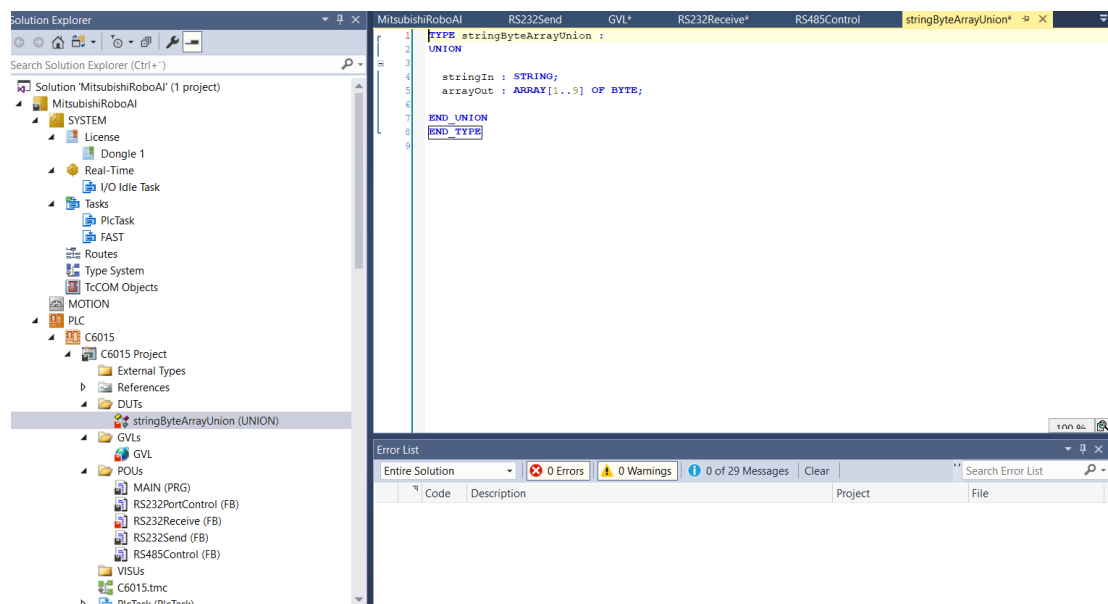 Solution Explorer
Search Solution Explorer (Ctrl+¨)
Solution 'MitsubishiRoboAI' (1 project)
MitsubishiRoboAI
SYSTEM
License
Dongle 1
Real-Time
I/O Idle Task
Tasks
PlcTask
FAST
Routes
Type System
TcCOM Objects
MOTION
PLC
C6015
C6015 Project
External Types
References
DUTs
stringByteArrayUnion (UNION)
GVLs
GVL
POUs
MAIN (PRG)
RS232PortControl (FB)
RS232Receive (FB)
RS232Send (FB)
RS485Control (FB)
VISUs
C6015.tmc
PlcTask (PlcTask)
MitsubishiRoboAI RS232Send GVL* RS232Receive* RS485Control stringByteArrayUnion*
1 TYPE stringByteArrayUnion :
2 UNION
3
4 stringIn : STRING;
5 arrayOut : ARRAY[1..9] OF BYTE;
6
7 END_UNION
8 END_TYPE
9
100 %
Error List
Entire Solution 0 Errors 0 Warnings 0 of 29 Messages Clear Search Error List
Code Description Project File